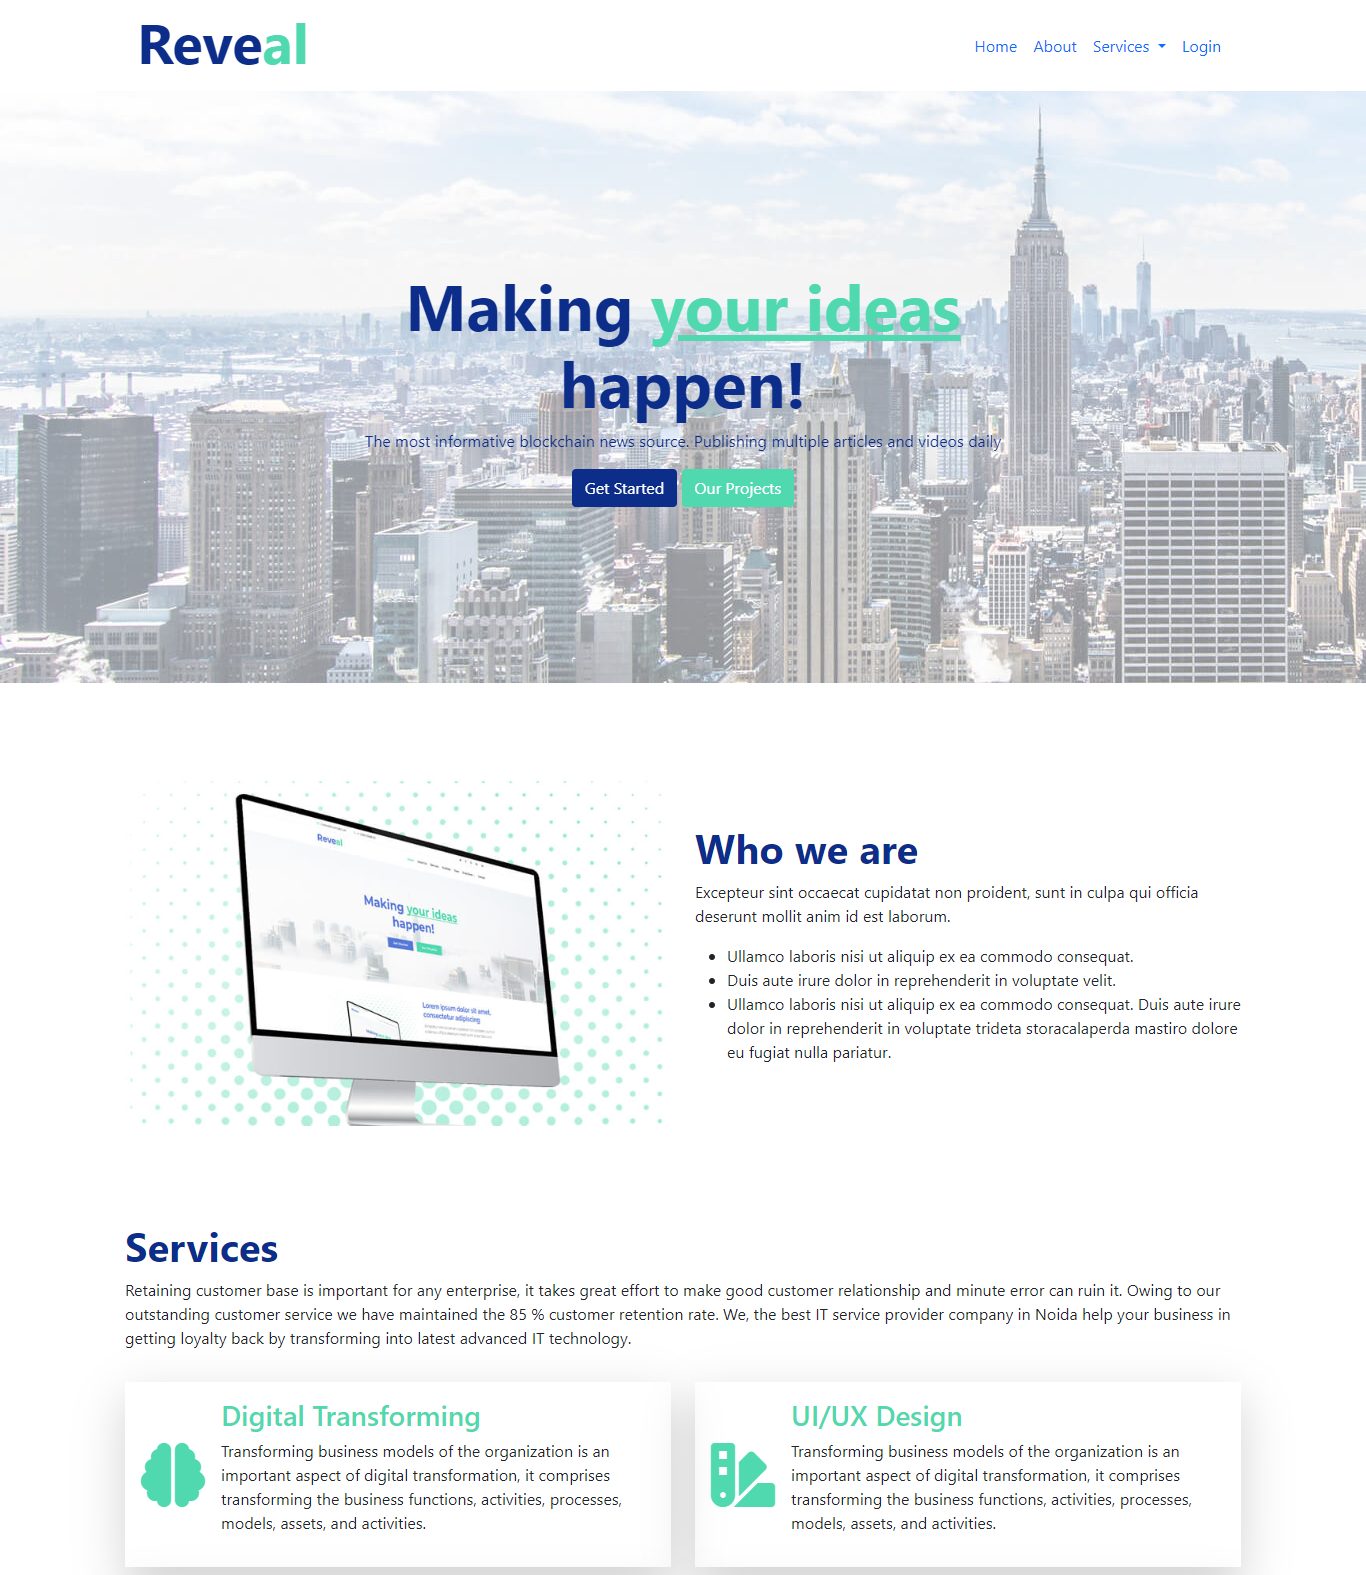 Reveal
Home About Services Login
Making your ideas
happen!
The most informative blockchain news source. Publishing multiple articles and videos daily
Get Started Our Projects
Reveal
Making your ideas
happen!
Lorem ipsum dolor sit amet,
consectetur adipiscing
Who we are
Excepteur sint occaecat cupidatat non proident, sunt in culpa qui officia
deserunt mollit anim id est laborum.
Ullamco laboris nisi ut aliquip ex ea commodo consequat.
Duis aute irure dolor in reprehenderit in voluptate velit.
Ullamco laboris nisi ut aliquip ex ea commodo consequat. Duis aute irure
dolor in reprehenderit in voluptate trideta storacalaperda mastiro dolore
eu fugiat nulla pariatur.
Services
Retaining customer base is important for any enterprise, it takes great effort to make good customer relationship and minute error can ruin it. Owing to our
outstanding customer service we have maintained the 85 % customer retention rate. We, the best IT service provider company in Noida help your business in
getting loyalty back by transforming into latest advanced IT technology.
Digital Transforming
Transforming business models of the organization is an
important aspect of digital transformation, it comprises
transforming the business functions, activities, processes,
models, assets, and activities.
UI/UX Design
Transforming business models of the organization is an
important aspect of digital transformation, it comprises
transforming the business functions, activities, processes,
models, assets, and activities.